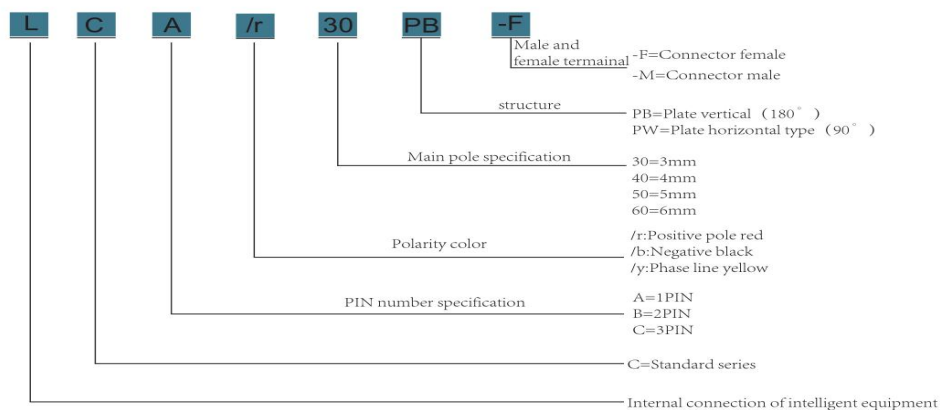 L C A /r 30 PB -F
Male and
female termainal
-F=Connector female
-M=Connector male
structure
PB=Plate vertical（180°）
PW=Plate horizontal type（90°）
Main pole specification
30=3mm
40=4mm
50=5mm
60=6mm
Polarity color
/r:Positive pole red
/b:Negative black
/y:Phase line yellow
PIN number specification
A=1PIN
B=2PIN
C=3PIN
C=Standard series
Internal connection of intelligent equipment